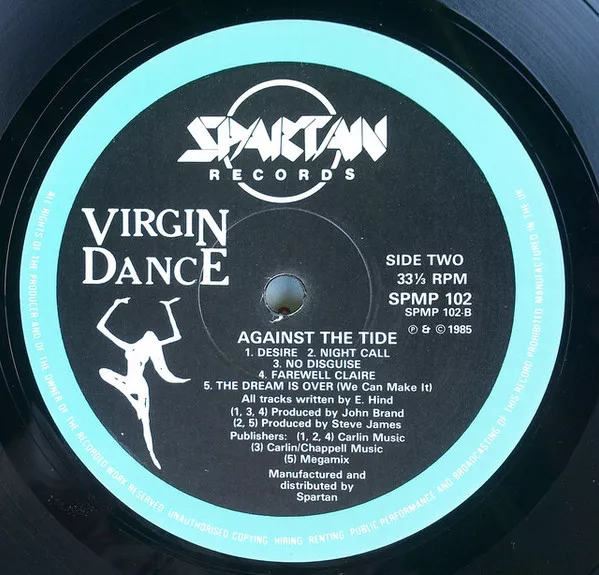 SPARTAN
RECORDS
VIRGIN
DANCE
SIDE TWO
33⅓ RPM
SPMP 102
SPMP 102-B
℗ & © 1985
AGAINST THE TIDE
1. DESIRE 2. NIGHT CALL
3. NO DISGUISE
4. FAREWELL CLAIRE
5. THE DREAM IS OVER (We Can Make It)
All tracks written by E. Hind
(1, 3, 4) Produced by John Brand
(2, 5) Produced by Steve James
Publishers: (1, 2, 4) Carlin Music
(3) Carlin/Chappell Music
(5) Megamix
Manufactured and
distributed by
Spartan
ALL RIGHTS OF THE PRODUCER AND OF THE OWNER OF THE RECORDED WORK RESERVED. UNAUTHORISED COPYING · HIRING RENTING PUBLIC PERFORMANCE AND BROADCASTING OF THIS RECORD PROHIBITED MANUFACTURED IN THE UK